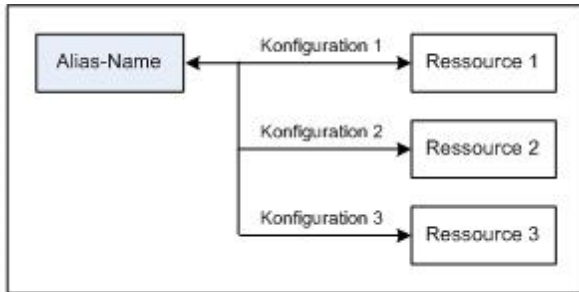 Alias-Name
Konfiguration 1
Ressource 1
Konfiguration 2
Ressource 2
Konfiguration 3
Ressource 3